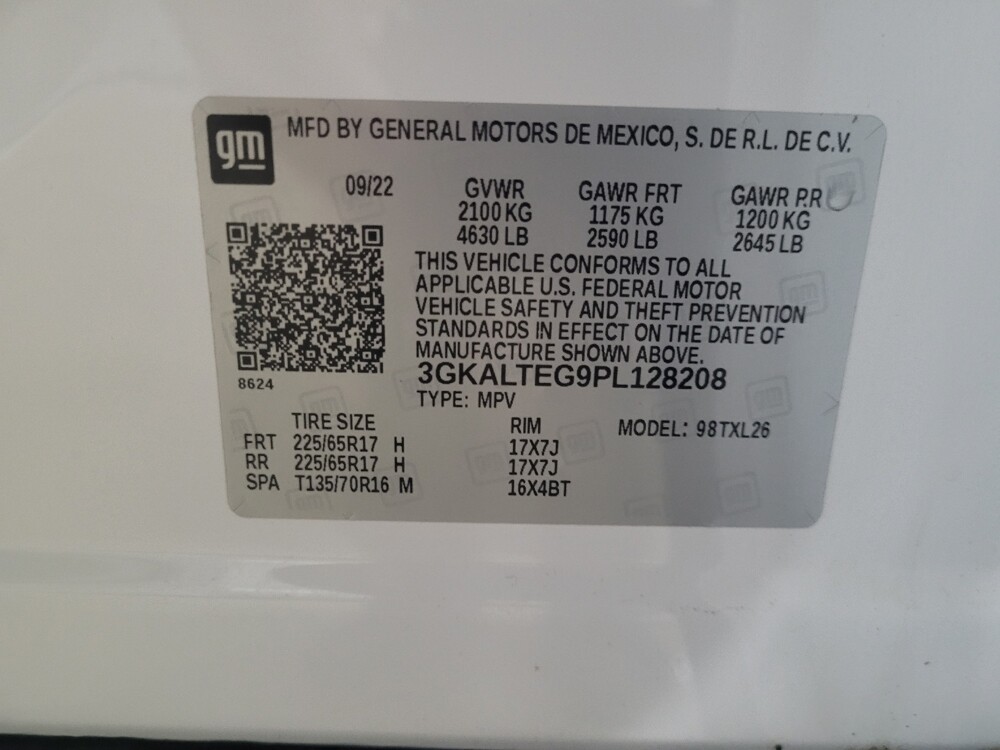 gm
MFD BY GENERAL MOTORS DE MEXICO, S. DE R.L. DE C.V.
09/22 GVWR GAWR FRT GAWR RR
2100 KG 1175 KG 1200 KG
4630 LB 2590 LB 2645 LB
THIS VEHICLE CONFORMS TO ALL
APPLICABLE U.S. FEDERAL MOTOR
VEHICLE SAFETY AND THEFT PREVENTION
STANDARDS IN EFFECT ON THE DATE OF
MANUFACTURE SHOWN ABOVE.
3GKALTEG9PL128208
8624
TYPE: MPV
TIRE SIZE RIM MODEL: 98TXL26
FRT 225/65R17 H 17X7J
RR 225/65R17 H 17X7J
SPA T135/70R16 M 16X4BT